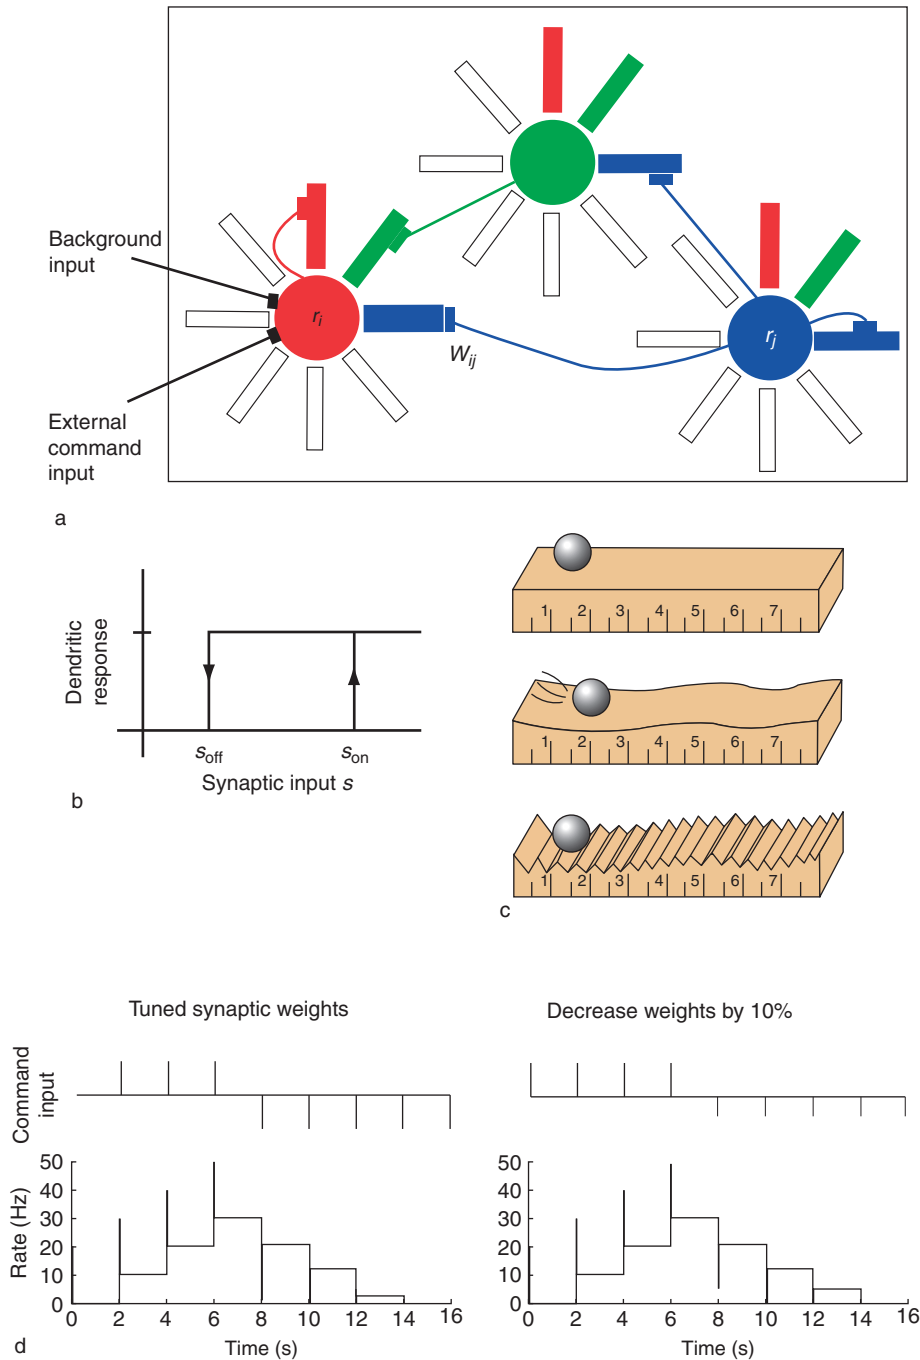 Background
input
r_i
r_j
W_ij
External
command
input
a
Dendritic
response
s_off
s_on
Synaptic input s
b
1 2 3 4 5 6 7
1 2 3 4 5 6 7
1 2 3 4 5 6 7
c
Tuned synaptic weights
Command
input
Rate (Hz)
50
40
30
20
10
0
0 2 4 6 8 10 12 14 16
Time (s)
Decrease weights by 10%
50
40
30
20
10
0
0 2 4 6 8 10 12 14 16
Time (s)
d